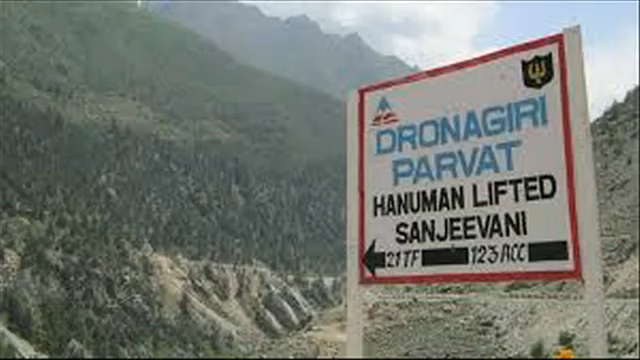 DRONAGIRI
PARVAT
HANUMAN LIFTED
SANJEEVANI
21 TF 123 RCC